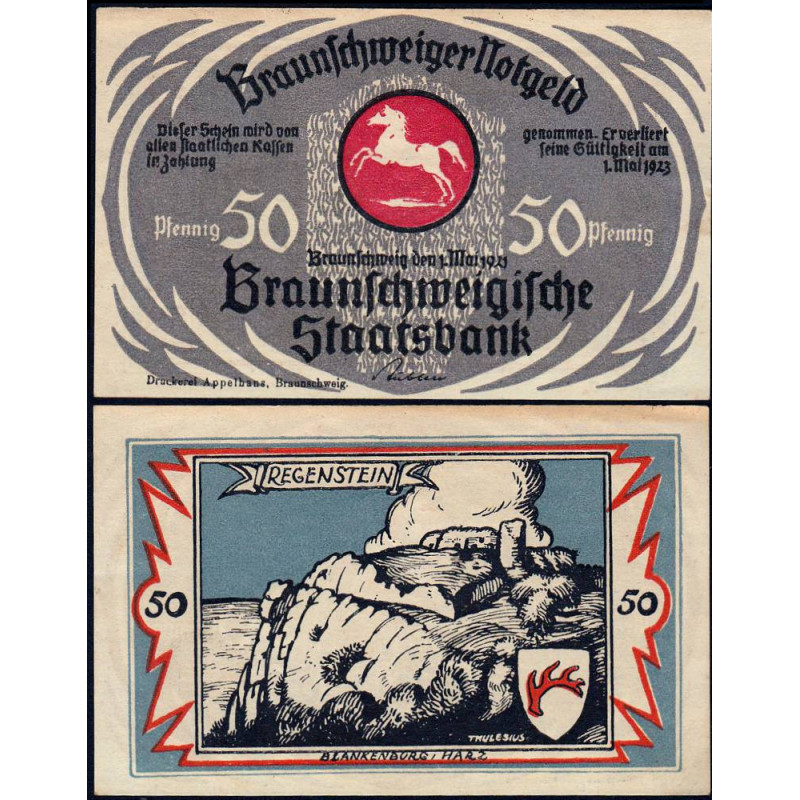 Braunschweiger Notgeld
Dieser Schein wird von
allen staatlichen Kassen
in Zahlung
genommen - Er verliert
seine Gültigkeit am
1. Mai 1923
Pfennig 50
50 Pfennig
Braunschweig den 1. Mai 1921
Braunschweigische
Staatsbank
Druckerei Appelhans, Braunschweig.
REGENSTEIN
50
50
THULESIUS
BLANKENBURG / HARZ